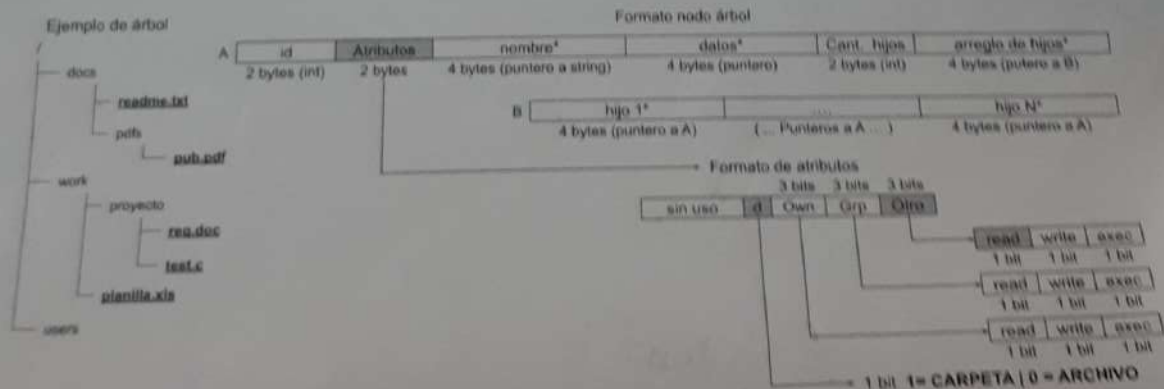 Ejemplo de árbol
/
docs
readme.txt
pdfs
pub.pdf
work
proyecto
req.doc
test.c
planilla.xls
users
Formato nodo árbol
A id Atributos nombre* datos* Cant. hijos arreglo de hijos*
2 bytes (int) 2 bytes 4 bytes (puntero a string) 4 bytes (puntero) 2 bytes (int) 4 bytes (putero a B)
B hijo 1* .... hijo N*
4 bytes (puntero a A) (... Punteros a A ...) 4 bytes (puntero a A)
Formato de atributos
3 bits 3 bits 3 bits
sin uso d Own Grp Otro
read write exec
1 bit 1 bit 1 bit
read write exec
1 bit 1 bit 1 bit
read write exec
1 bit 1 bit 1 bit
1 bit 1= CARPETA | 0 = ARCHIVO